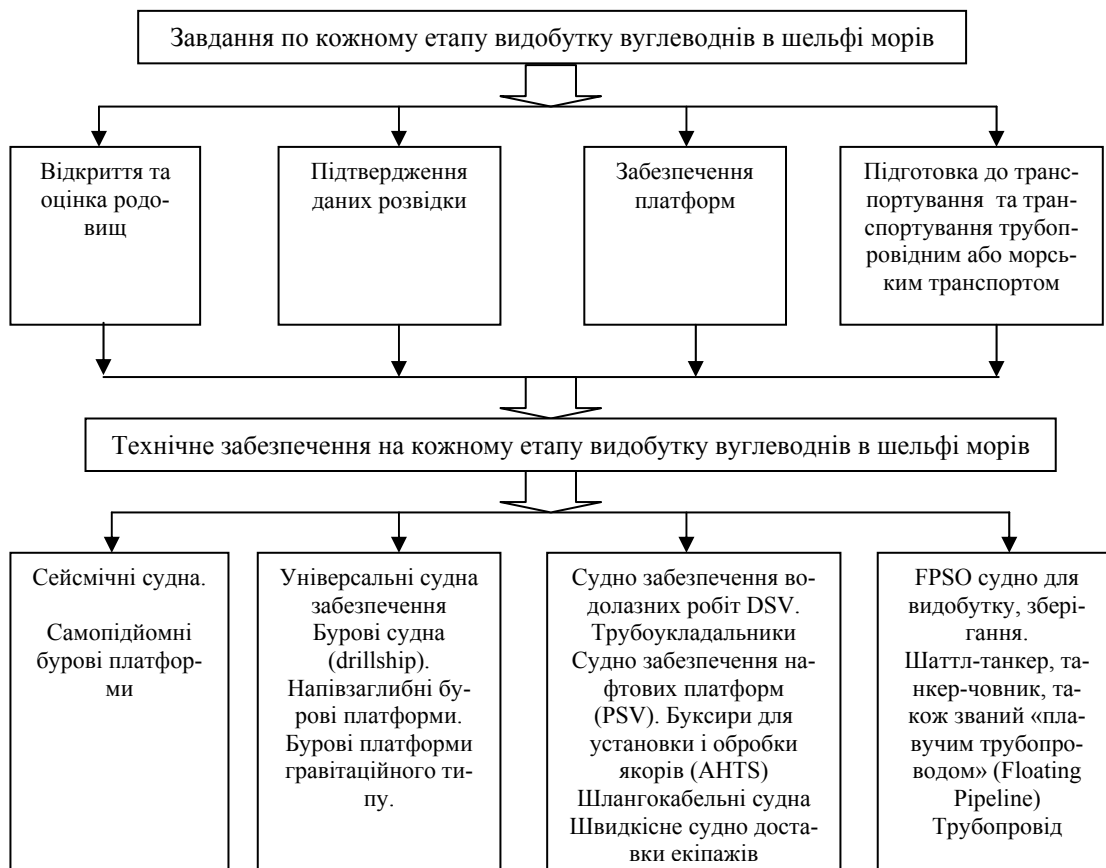 Завдання по кожному етапу видобутку вуглеводнів в шельфі морів
Відкриття та
оцінка родо-
вищ
Підтвердження
даних розвідки
Забезпечення
платформ
Підготовка до транс-
портування та тран-
спортування трубоп-
ровідним або морсь-
ким транспортом
Технічне забезпечення на кожному етапу видобутку вуглеводнів в шельфі морів
Сейсмічні судна.
Самопідйомні
бурові платфор-
ми
Універсальні судна
забезпечення
Бурові судна
(drillship).
Напівзаглибні бу-
рові платформи.
Бурові платформи
гравітаційного ти-
пу.
Судно забезпечення во-
долазних робіт DSV.
Трубоукладальники
Судно забезпечення на-
фтових платформ
(PSV). Буксири для
установки і обробки
якорів (AHTS)
Шлангокабельні судна
Швидкісне судно доста-
вки екіпажів
FPSO судно для
видобутку, збері-
гання.
Шаттл-танкер, та-
нкер-човник, та-
кож званий «пла-
вучим трубопро-
водом» (Floating
Pipeline)
Трубопровід